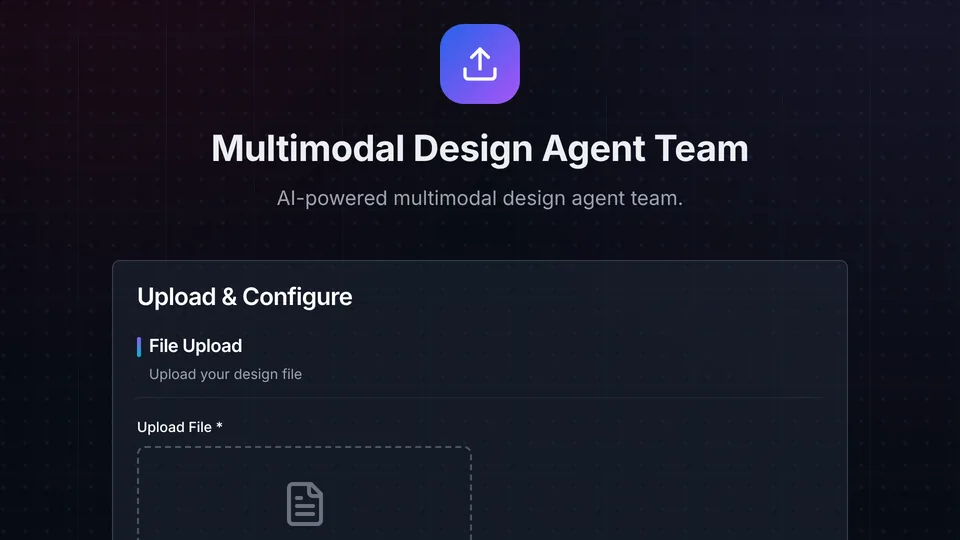 Multimodal Design Agent Team
AI-powered multimodal design agent team.
Upload & Configure
File Upload
Upload your design file
Upload File *